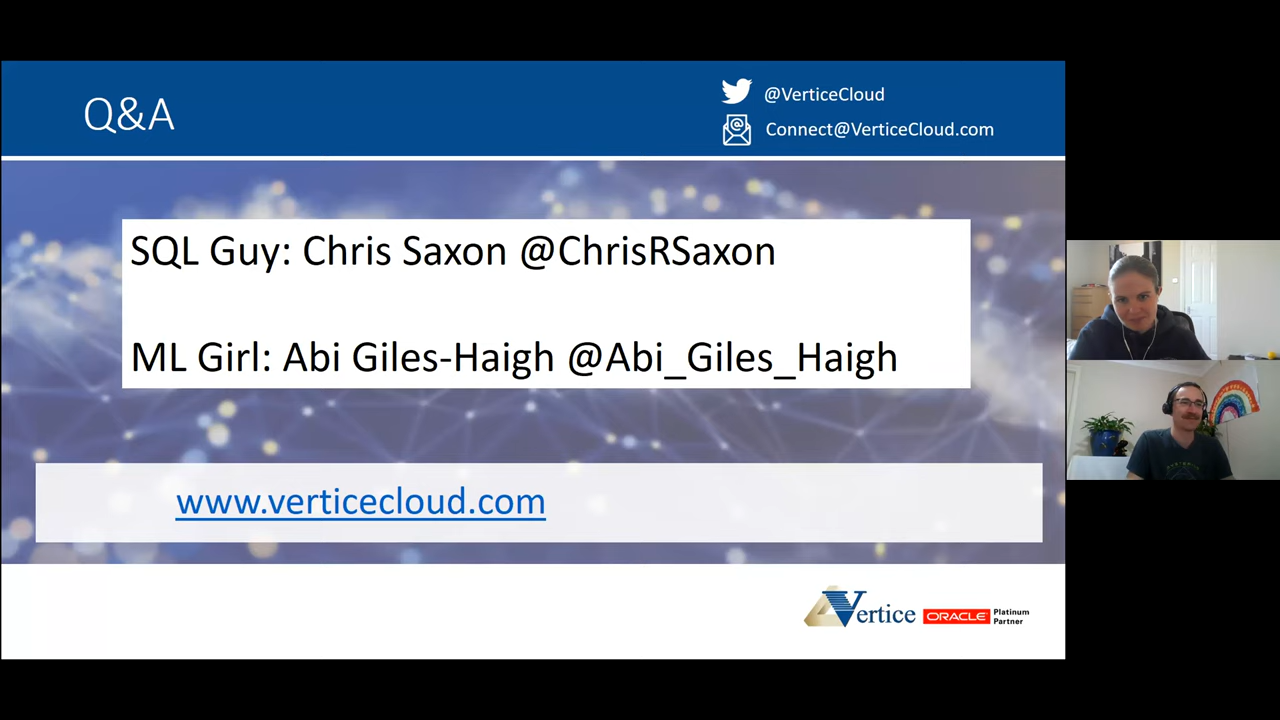 Q&A
@VerticeCloud
Connect@VerticeCloud.com
SQL Guy: Chris Saxon @ChrisRSaxon
ML Girl: Abi Giles-Haigh @Abi_Giles_Haigh
www.verticecloud.com
Vertice ORACLE Platinum
Partner